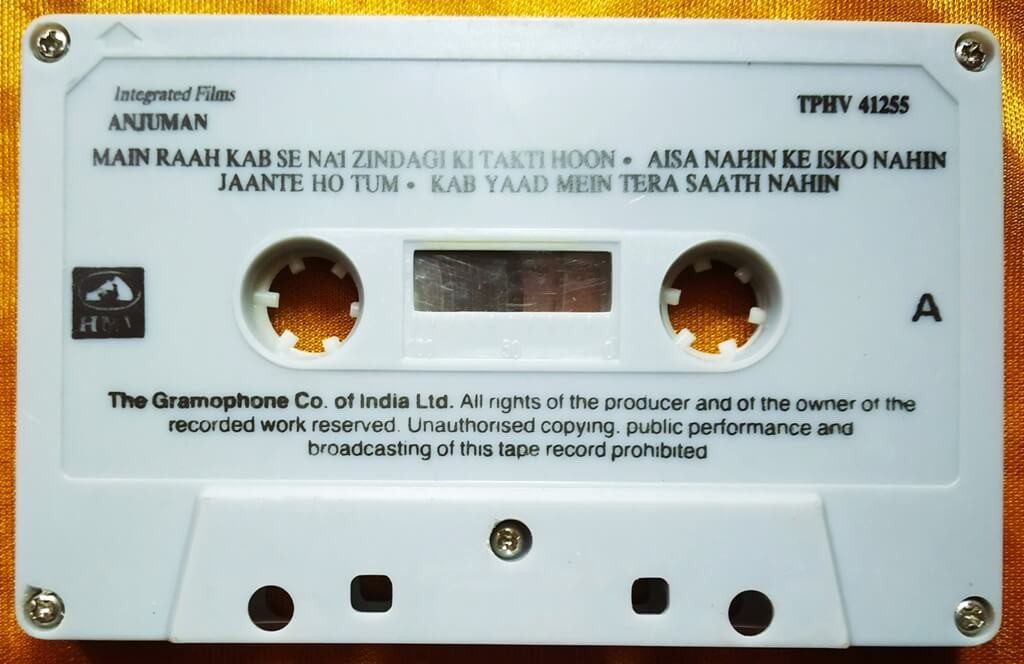 Integrated Films
ANJUMAN
TPHV 41255
MAIN RAAH KAB SE NAI ZINDAGI KI TAKTI HOON • AISA NAHIN KE ISKO NAHIN
JAANTE HO TUM • KAB YAAD MEIN TERA SAATH NAHIN
HMV
A
100 50 0
The Gramophone Co. of India Ltd. All rights of the producer and of the owner of the
recorded work reserved. Unauthorised copying, public performance and
broadcasting of this tape record prohibited